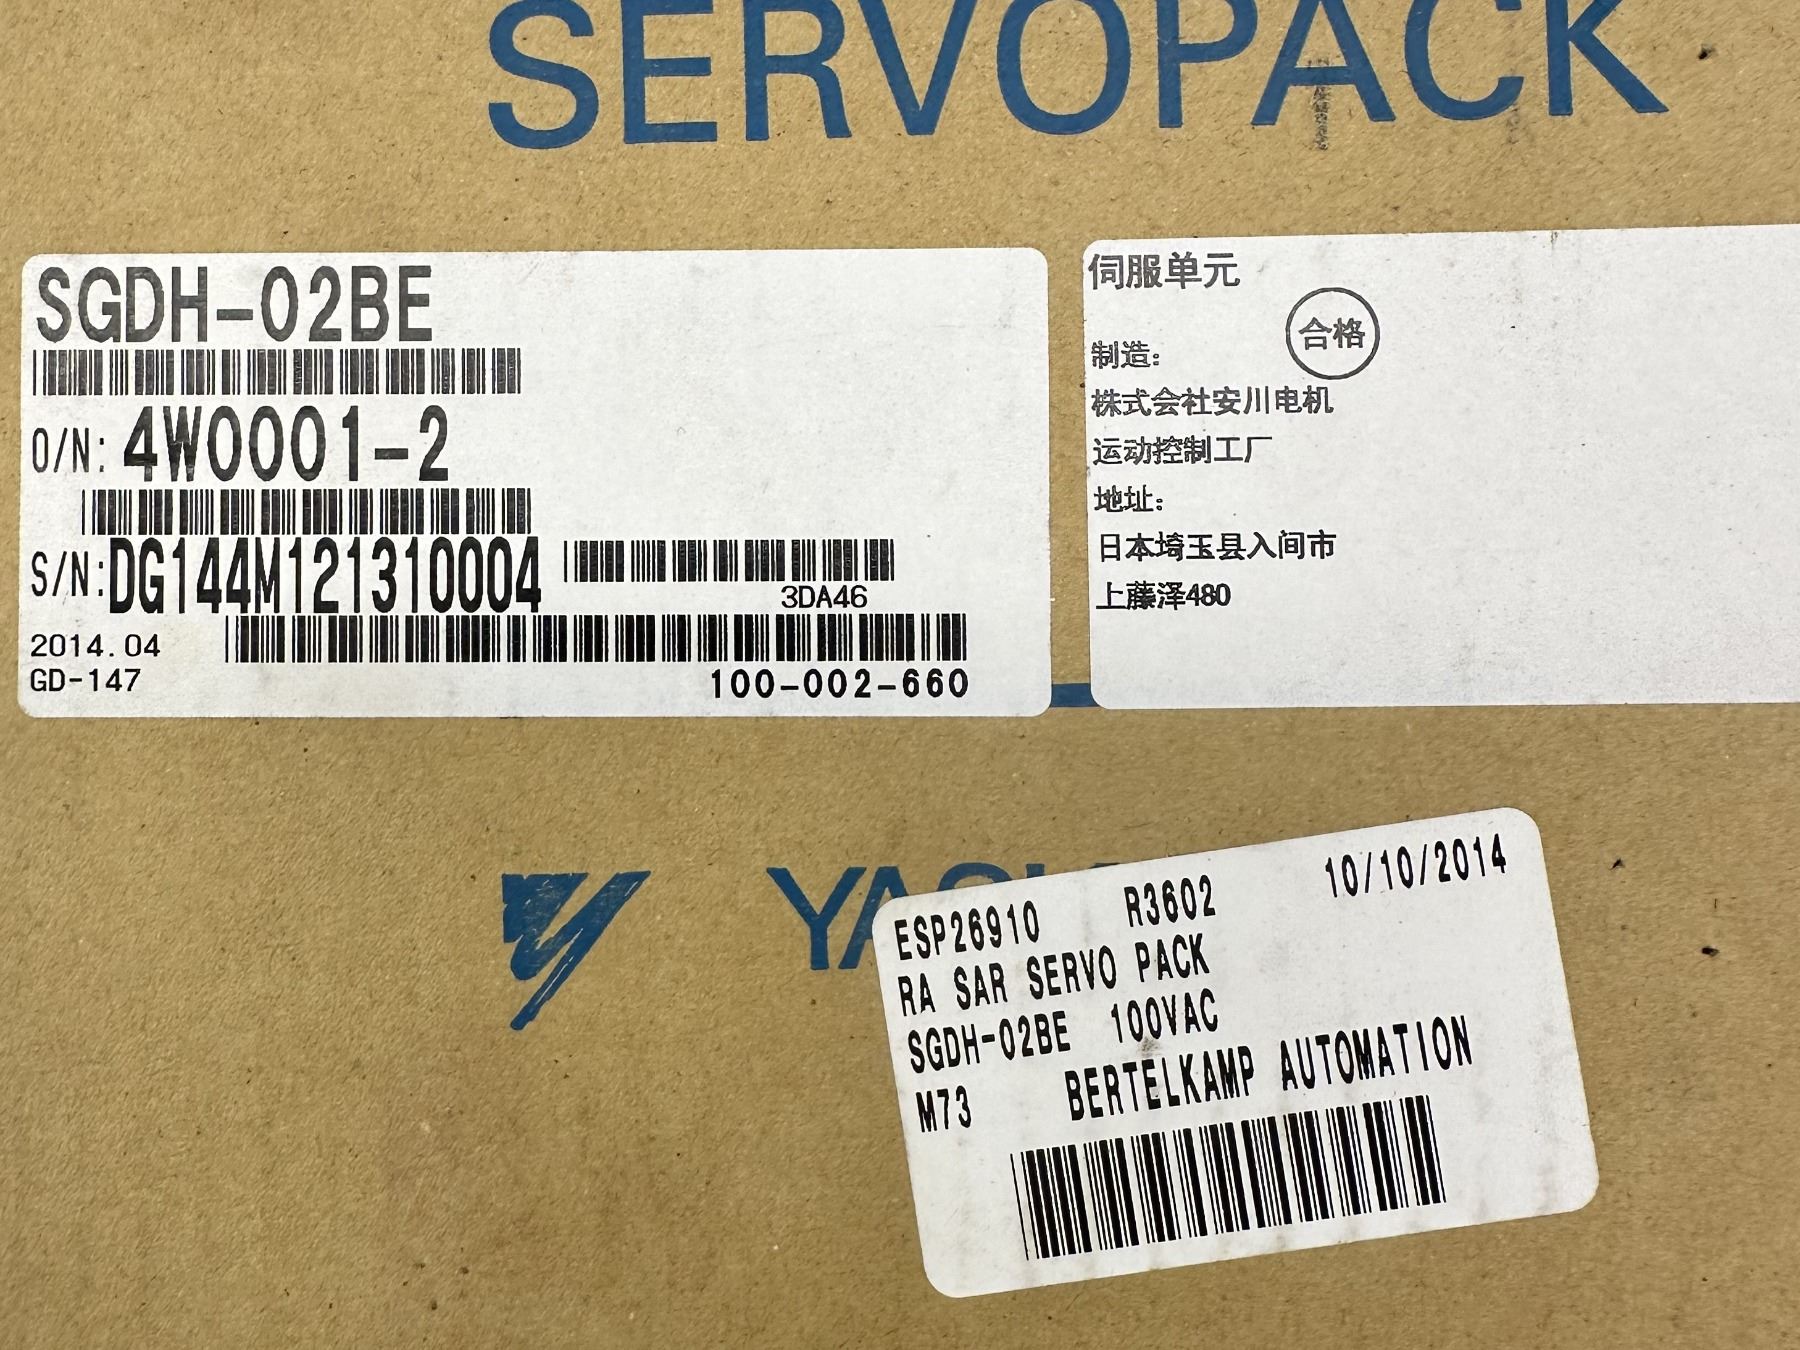 SERVOPACK
SGDH-02BE
O/N: 4W0001-2
S/N: DG144M121310004
3DA46
2014.04
GD-147
100-002-660
伺服单元
合格
制造:
株式会社安川电机
运动控制工厂
地址:
日本埼玉县入间市
上藤泽480
ESP26910 R3602 10/10/2014
RA SAR SERVO PACK
SGDH-02BE 100VAC
M73 BERTELKAMP AUTOMATION